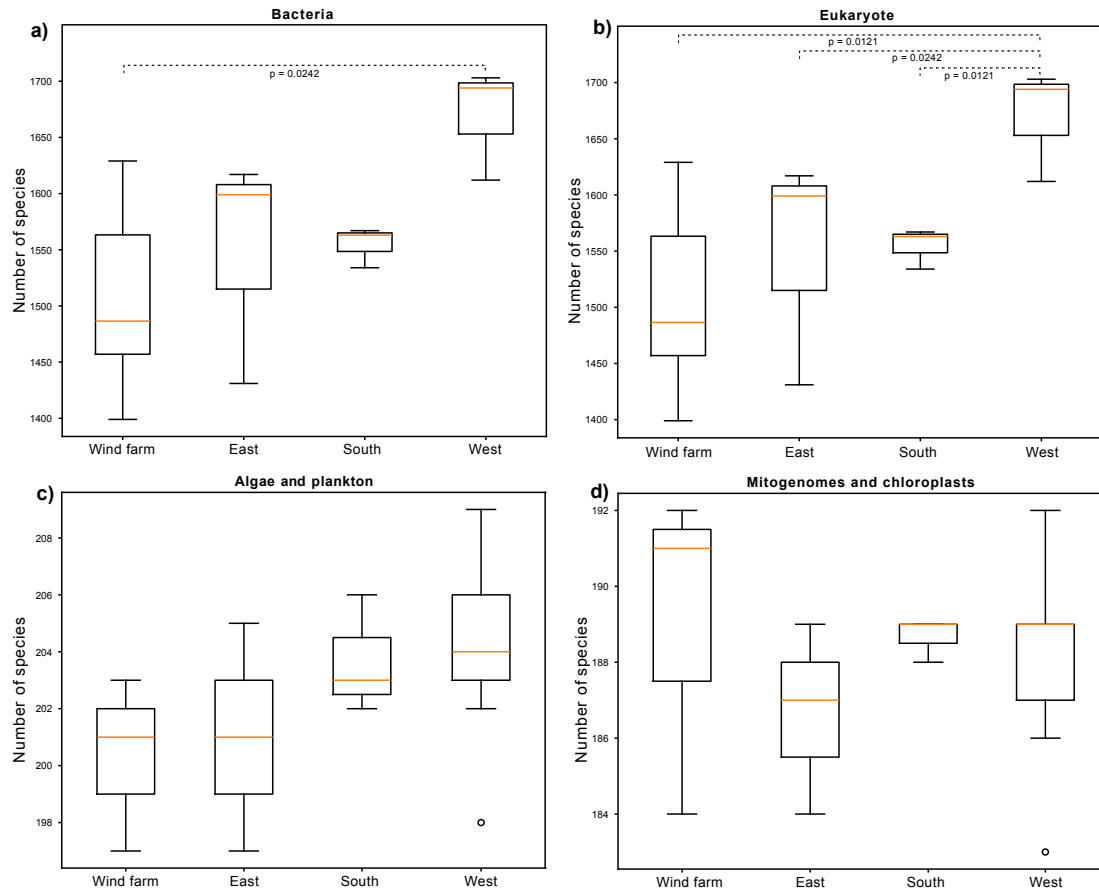 a)
Bacteria
p = 0.0242
Number of species
1700
1650
1600
1550
1500
1450
1400
Wind farm East South West
b)
Eukaryote
p = 0.0121
p = 0.0242
p = 0.0121
Number of species
1700
1650
1600
1550
1500
1450
1400
Wind farm East South West
c)
Algae and plankton
Number of species
208
206
204
202
200
198
Wind farm East South West
d)
Mitogenomes and chloroplasts
Number of species
192
190
188
186
184
Wind farm East South West